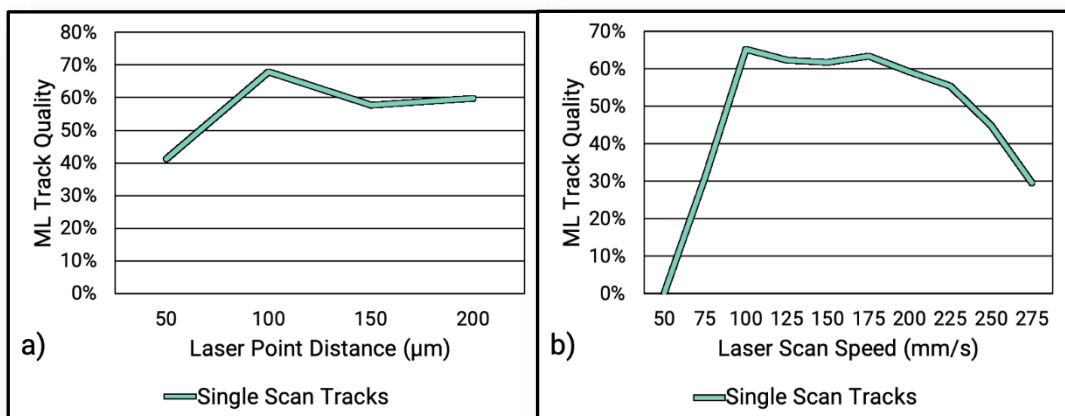 80%
70%
60%
50%
40%
30%
20%
10%
0%
ML Track Quality
50 100 150 200
a)
Laser Point Distance (µm)
Single Scan Tracks
70%
60%
50%
40%
30%
20%
10%
0%
ML Track Quality
50 75 100 125 150 175 200 225 250 275
b)
Laser Scan Speed (mm/s)
Single Scan Tracks